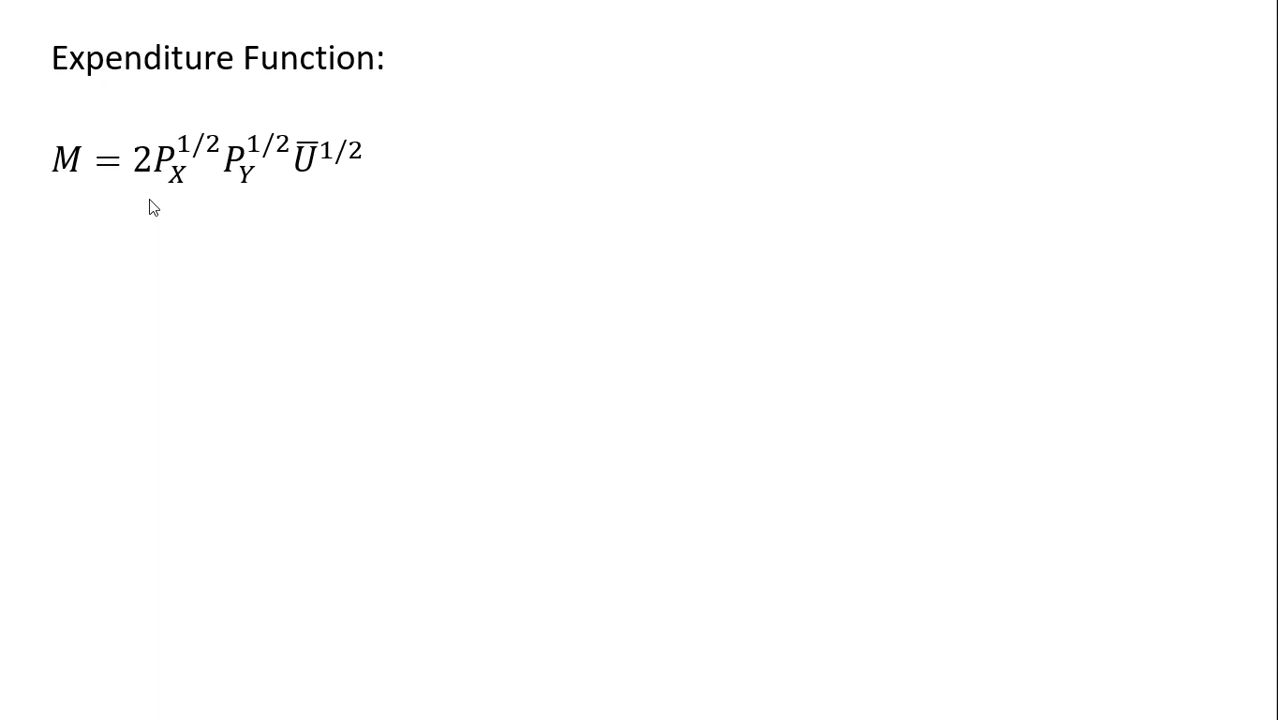 Expenditure Function:
M = 2P_X^{1/2} P_Y^{1/2} U̅^{1/2}